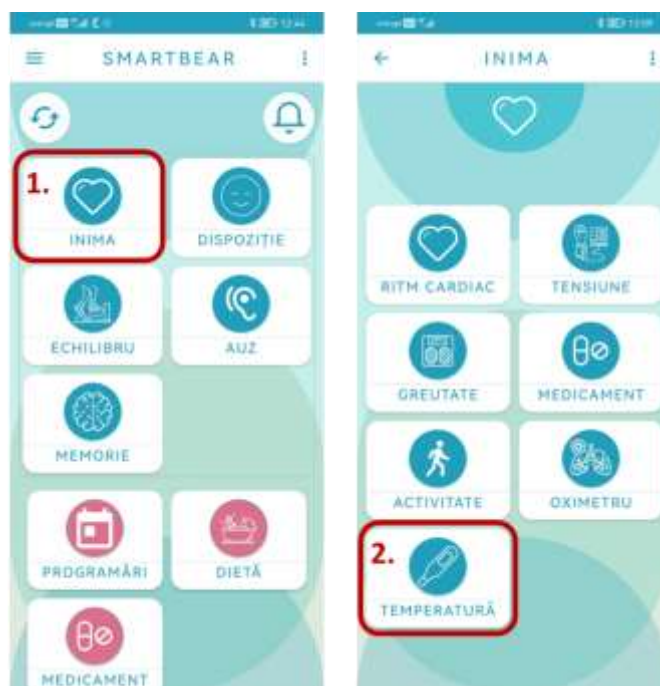 SMARTBEAR
1.
INIMA
DISPOZIȚIE
ECHILIBRU
AUZ
MEMORIE
PROGRAMĂRI
DIETĂ
MEDICAMENT
INIMA
RITM CARDIAC
TENSIUNE
GREUTATE
MEDICAMENT
ACTIVITATE
OXIMETRU
2.
TEMPERATURĂ